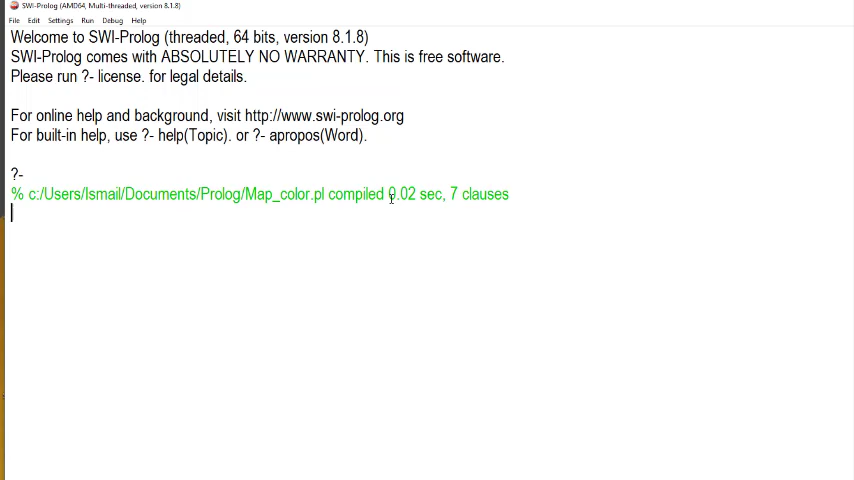 SWI-Prolog (AMD64, Multi-threaded, version 8.1.8)
File Edit Settings Run Debug Help
Welcome to SWI-Prolog (threaded, 64 bits, version 8.1.8)
SWI-Prolog comes with ABSOLUTELY NO WARRANTY. This is free software.
Please run ?- license. for legal details.
For online help and background, visit http://www.swi-prolog.org
For built-in help, use ?- help(Topic). or ?- apropos(Word).
?-
% c:/Users/Ismail/Documents/Prolog/Map_color.pl compiled 0.02 sec, 7 clauses